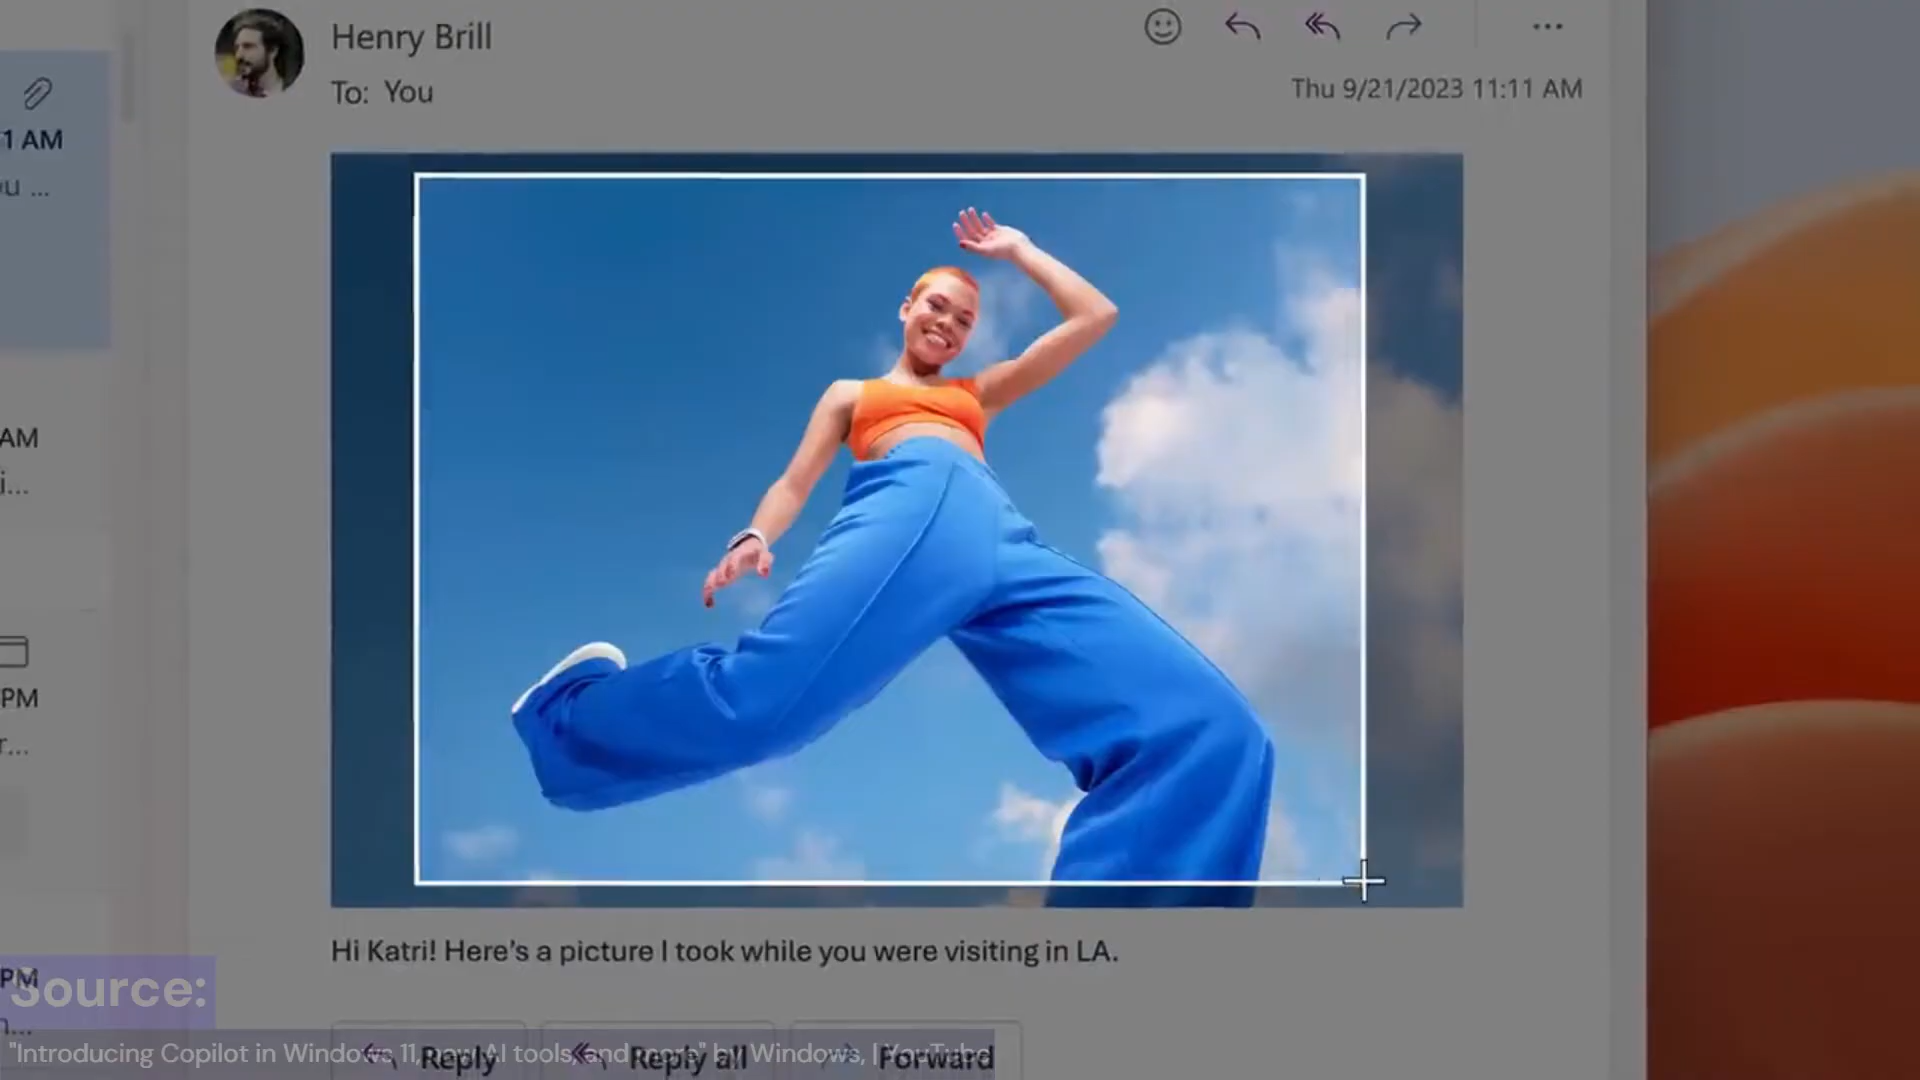 Henry Brill
To: You
Thu 9/21/2023 11:11 AM
1 AM
ou ...
AM
i...
PM
r...
Hi Katri! Here's a picture I took while you were visiting in LA.
PM
Source:
n...
Reply
Reply all
Forward
"Introducing Copilot in Windows 11, new AI tools, and more" by Windows, | YouTube